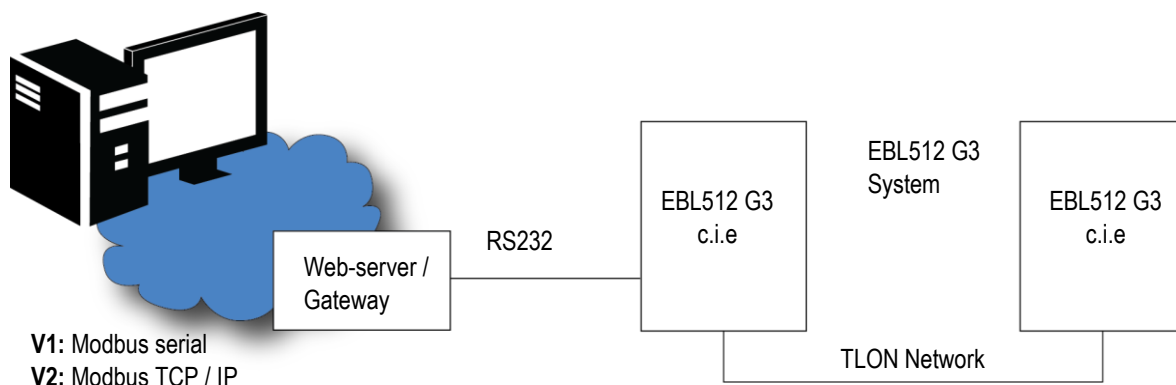 EBL512 G3
System
EBL512 G3
c.i.e
EBL512 G3
c.i.e
RS232
Web-server /
Gateway
V1: Modbus serial
V2: Modbus TCP / IP
TLON Network